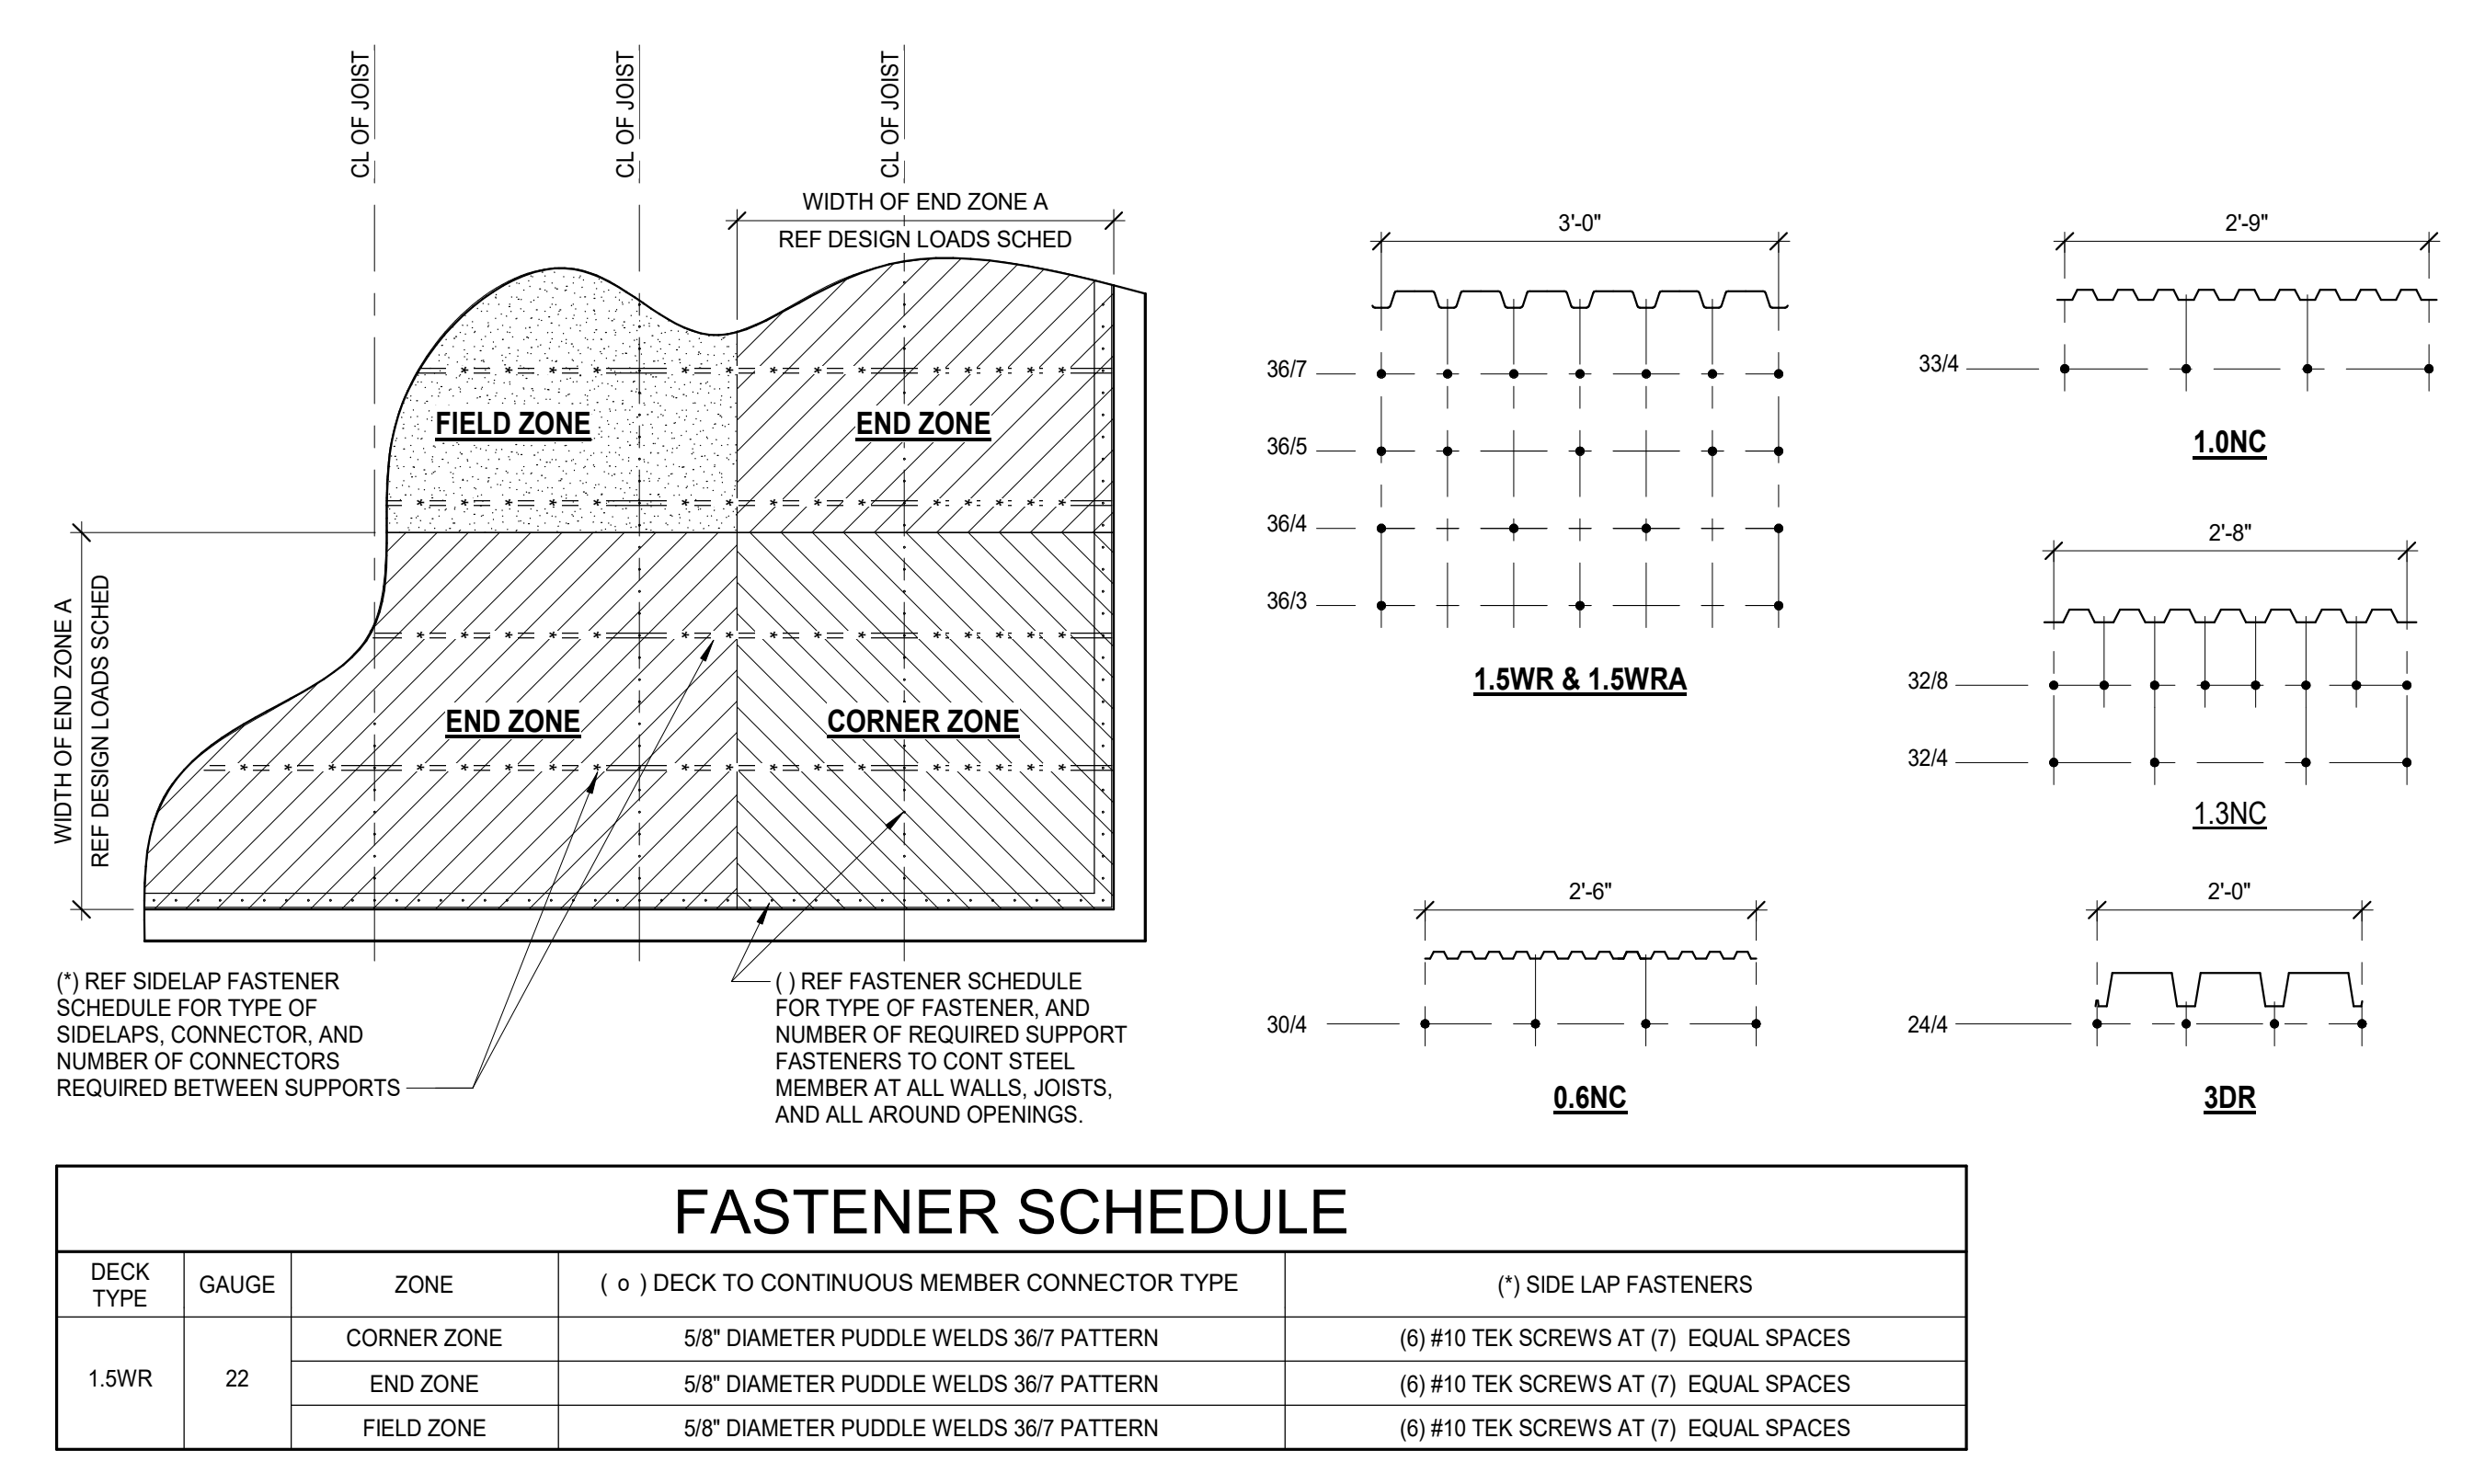 CL OF JOIST
CL OF JOIST
CL OF JOIST
WIDTH OF END ZONE A
REF DESIGN LOADS SCHED
FIELD ZONE
END ZONE
WIDTH OF END ZONE A
REF DESIGN LOADS SCHED
END ZONE
CORNER ZONE
(*) REF SIDELAP FASTENER
SCHEDULE FOR TYPE OF
SIDELAPS, CONNECTOR, AND
NUMBER OF CONNECTORS
REQUIRED BETWEEN SUPPORTS
( ) REF FASTENER SCHEDULE
FOR TYPE OF FASTENER, AND
NUMBER OF REQUIRED SUPPORT
FASTENERS TO CONT STEEL
MEMBER AT ALL WALLS, JOISTS,
AND ALL AROUND OPENINGS.
3'-0"
36/7
36/5
36/4
36/3
1.5WR & 1.5WRA
2'-9"
33/4
1.0NC
2'-8"
32/8
32/4
1.3NC
2'-6"
30/4
0.6NC
2'-0"
24/4
3DR
FASTENER SCHEDULE
DECK
TYPE
GAUGE
ZONE
( o ) DECK TO CONTINUOUS MEMBER CONNECTOR TYPE
(*) SIDE LAP FASTENERS
1.5WR
22
CORNER ZONE
5/8" DIAMETER PUDDLE WELDS 36/7 PATTERN
(6) #10 TEK SCREWS AT (7) EQUAL SPACES
END ZONE
5/8" DIAMETER PUDDLE WELDS 36/7 PATTERN
(6) #10 TEK SCREWS AT (7) EQUAL SPACES
FIELD ZONE
5/8" DIAMETER PUDDLE WELDS 36/7 PATTERN
(6) #10 TEK SCREWS AT (7) EQUAL SPACES